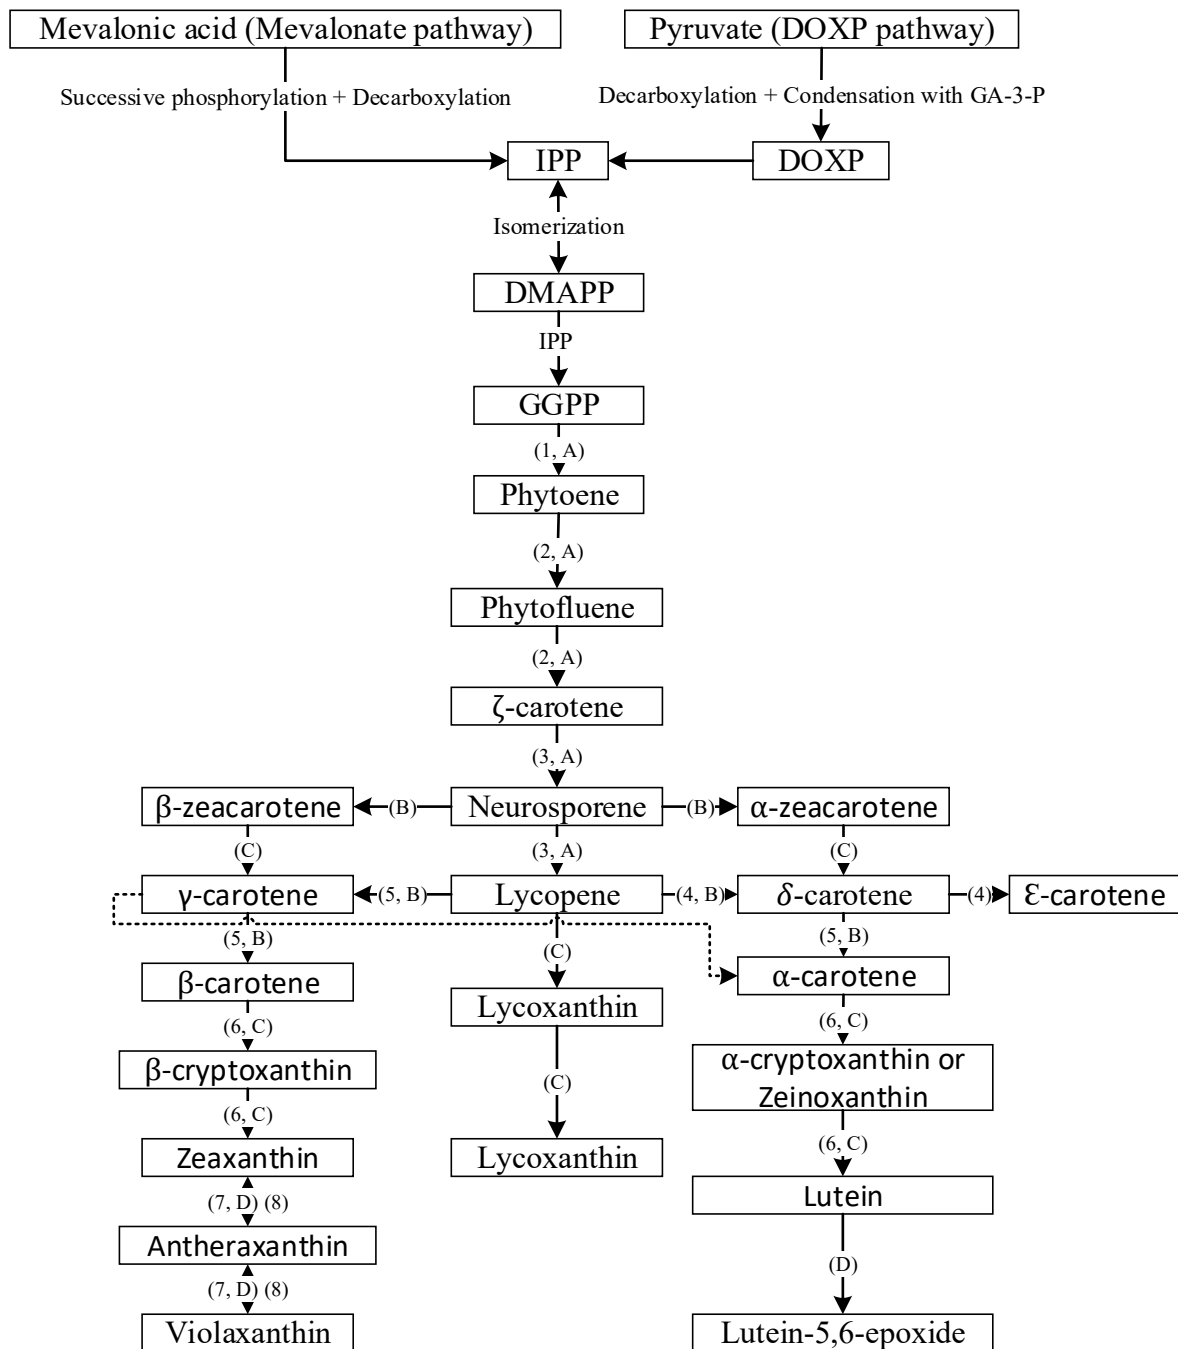 Mevalonic acid (Mevalonate pathway)
Pyruvate (DOXP pathway)
Successive phosphorylation + Decarboxylation
Decarboxylation + Condensation with GA-3-P
IPP
DOXP
Isomerization
DMAPP
IPP
GGPP
(1, A)
Phytoene
(2, A)
Phytofluene
(2, A)
ζ-carotene
(3, A)
β-zeacarotene
(B)
Neurosporene
(B)
α-zeacarotene
(C)
(3, A)
(C)
γ-carotene
(5, B)
Lycopene
(4, B)
δ-carotene
(4)
Ɛ-carotene
(5, B)
(C)
(5, B)
β-carotene
α-carotene
(6, C)
Lycoxanthin
(6, C)
β-cryptoxanthin
(C)
α-cryptoxanthin or
Zeinoxanthin
(6, C)
(6, C)
Zeaxanthin
Lycoxanthin
Lutein
(7, D) (8)
Antheraxanthin
(D)
(7, D) (8)
Violaxanthin
Lutein-5,6-epoxide